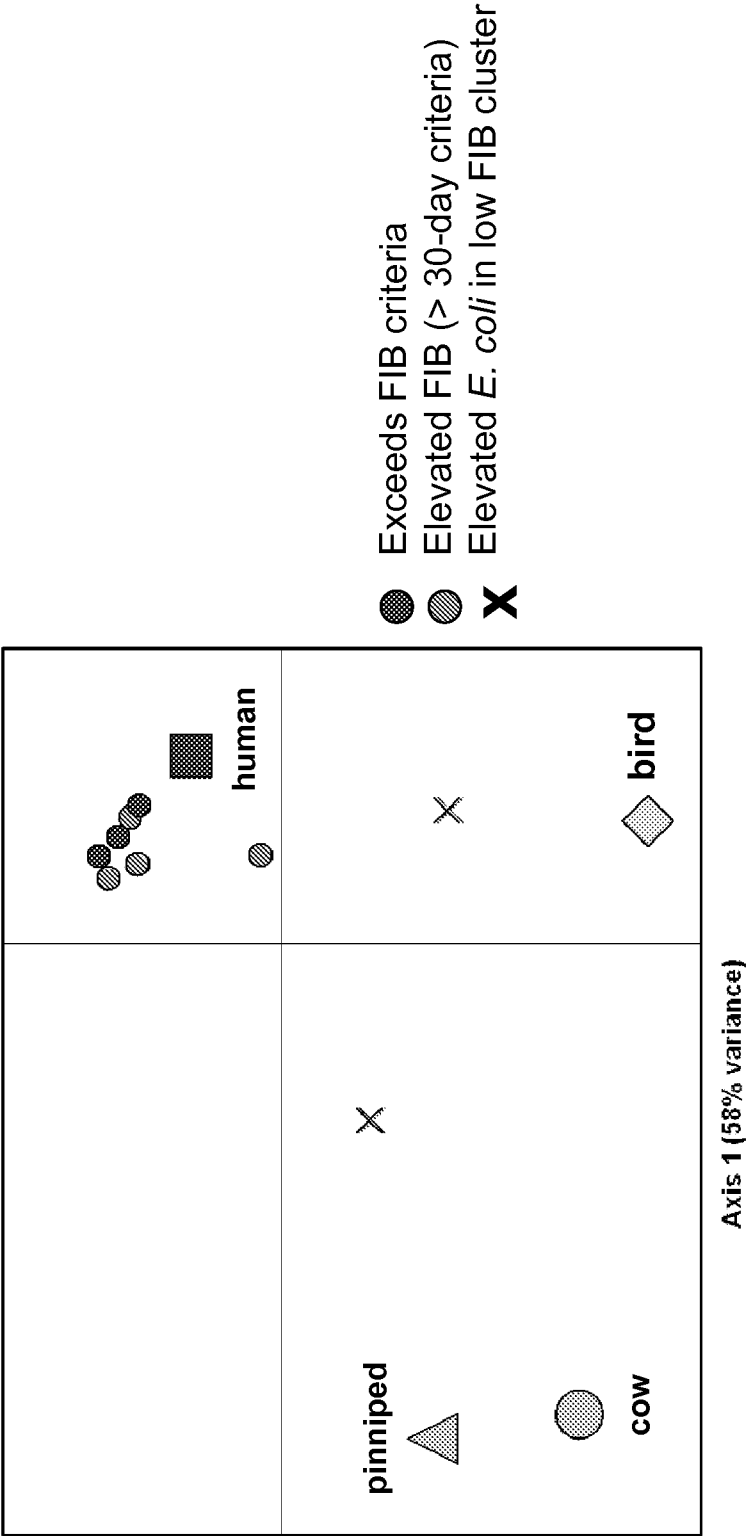 Exceeds FIB criteria
Elevated FIB (> 30-day criteria)
X Elevated E. coli in low FIB cluster
human
bird
pinniped
cow
Axis 1 (58% variance)